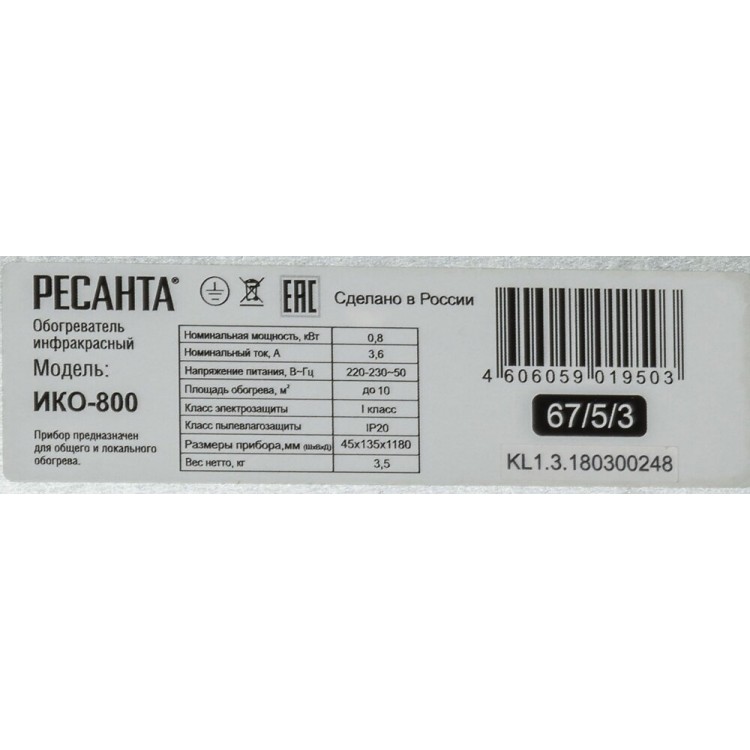 РЕСАНТА®
EAC
Сделано в России
Обогреватель
инфракрасный
Модель:
ИКО-800
Прибор предназначен
для общего и локального
обогрева.
Номинальная мощность, кВт 0,8
Номинальный ток, А 3,6
Напряжение питания, В~Гц 220-230~50
Площадь обогрева, м² до 10
Класс электрозащиты I класс
Класс пылевлагозащиты IP20
Размеры прибора,мм (ШхВхД) 45х135х1180
Вес нетто, кг 3,5
4 606059 019503
67/5/3
KL1.3.180300248